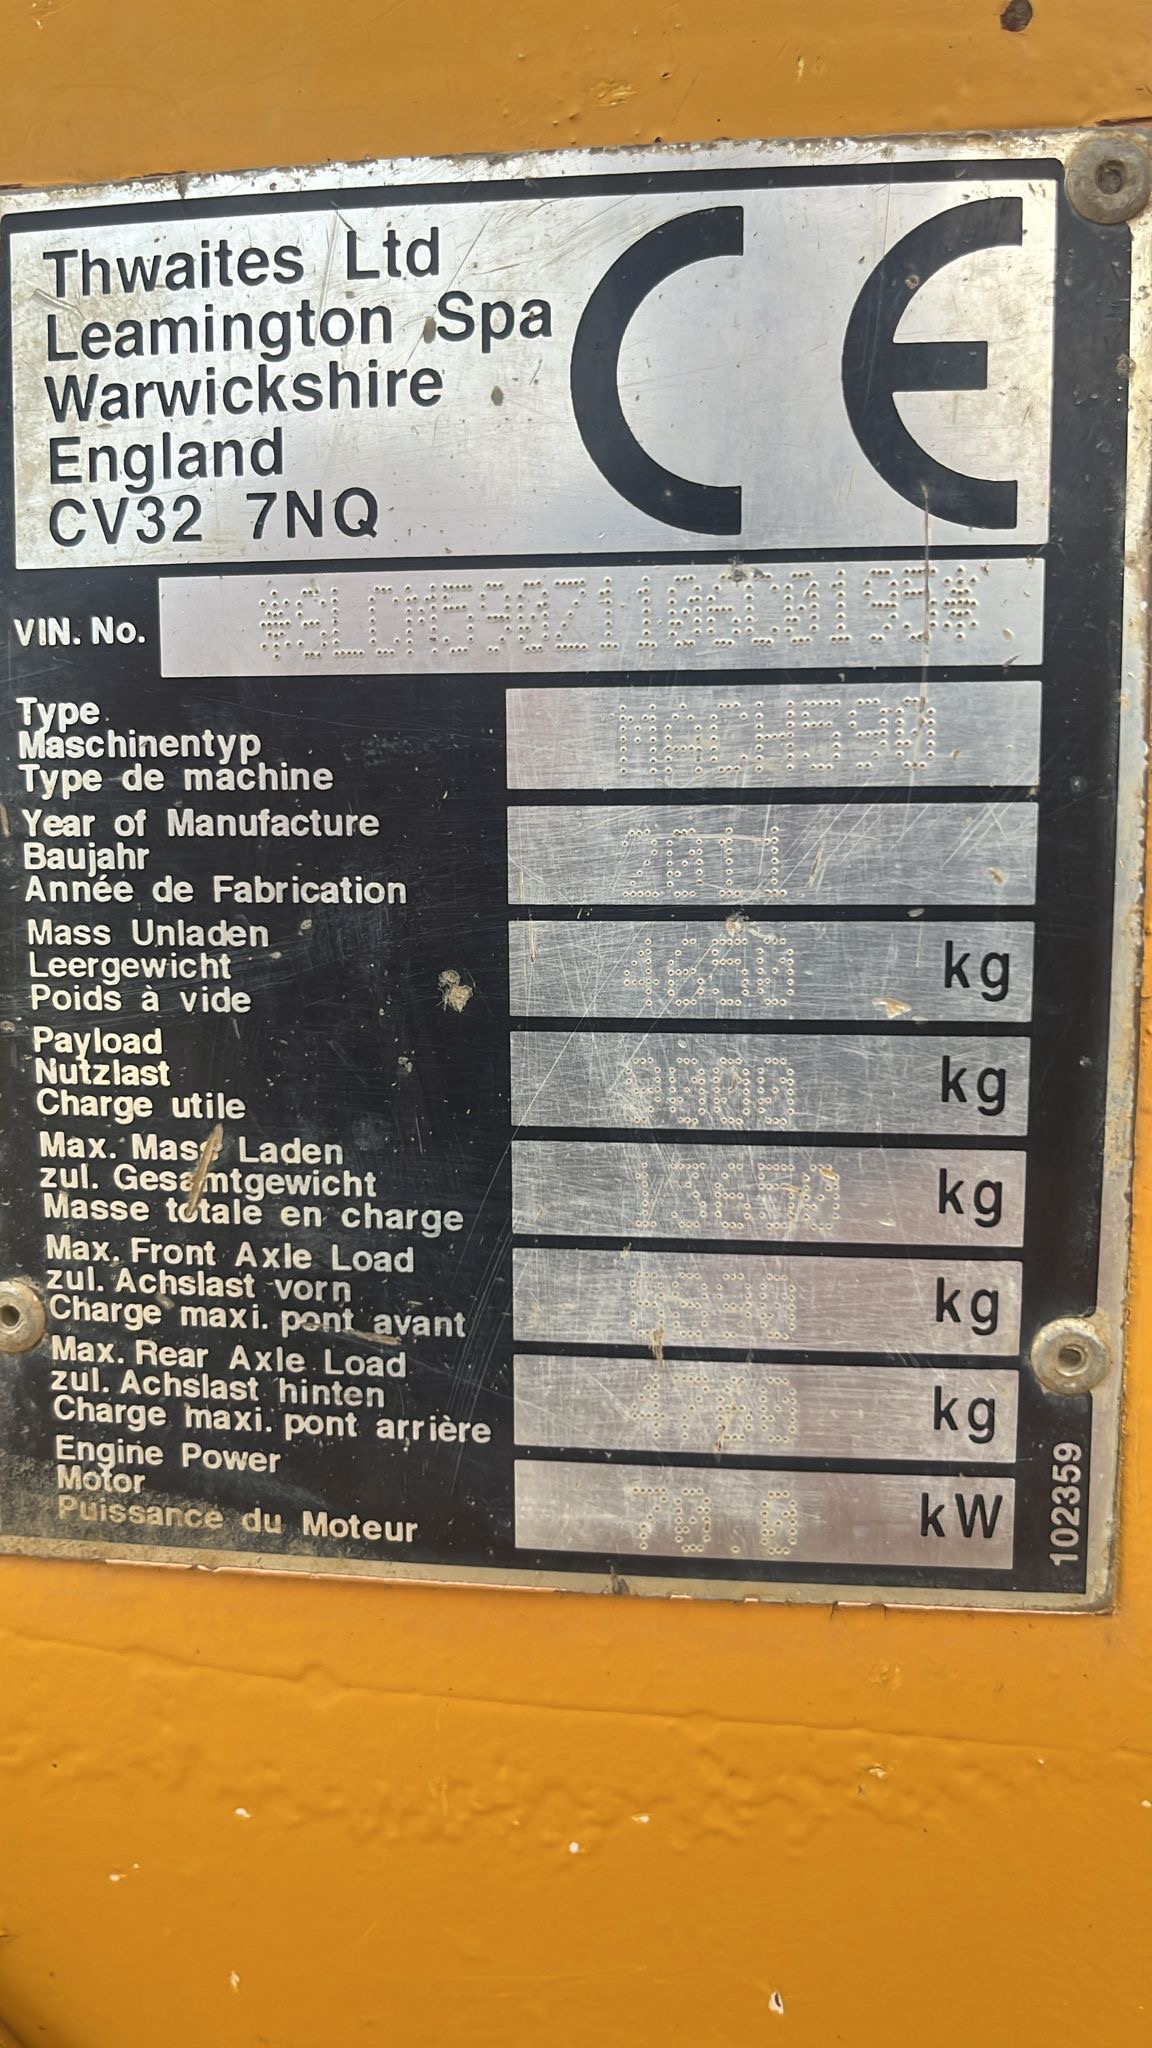 Thwaites Ltd
Leamington Spa
Warwickshire
England
CV32 7NQ
CE
VIN. No.
Type MACH590
Maschinentyp
Type de machine
Year of Manufacture
Baujahr 2011
Année de Fabrication
Mass Unladen
Leergewicht 4650 kg
Poids à vide
Payload
Nutzlast 9000 kg
Charge utile
Max. Mass Laden
zul. Gesamtgewicht 13650 kg
Masse totale en charge
Max. Front Axle Load
zul. Achslast vorn kg
Charge maxi. pont avant
Max. Rear Axle Load
zul. Achslast hinten kg
Charge maxi. pont arrière
Engine Power
Motor 70.0 kW
Puissance du Moteur
102359